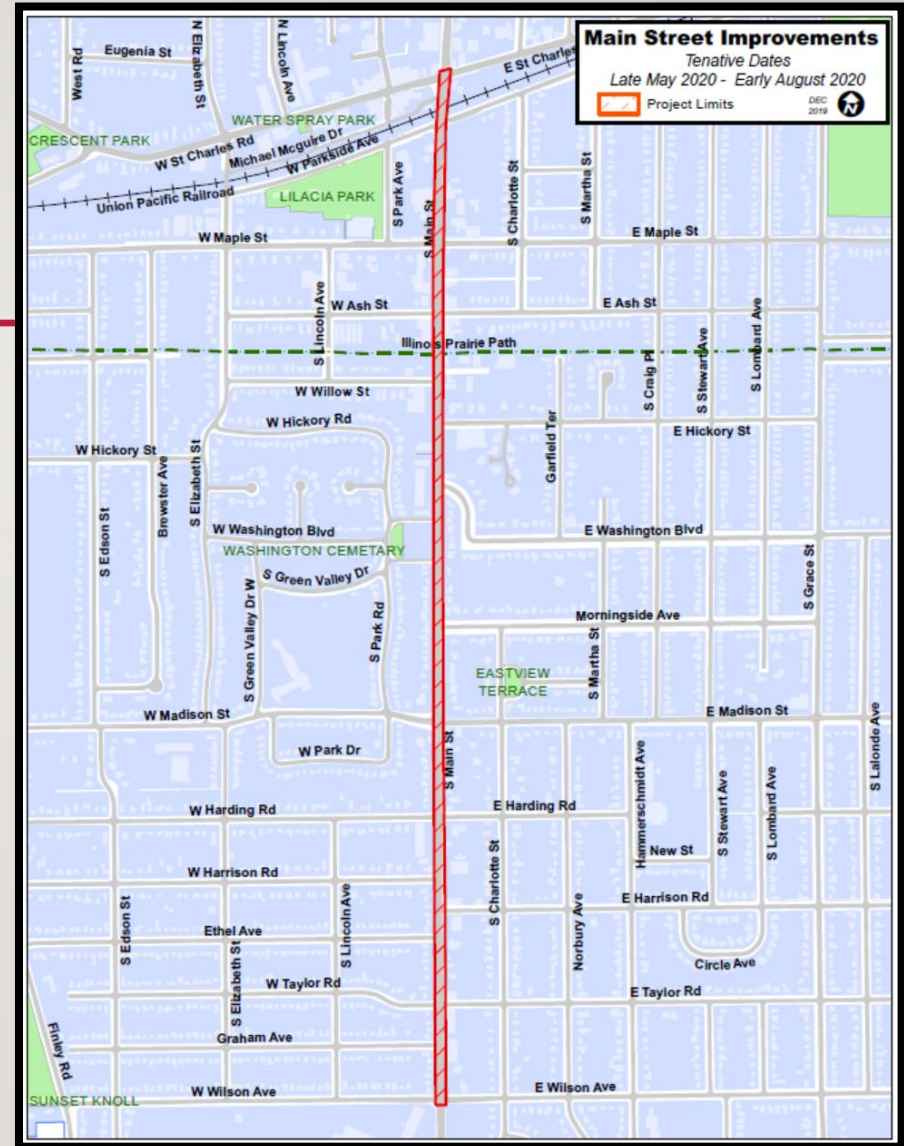 Main Street Improvements
Tenative Dates
Late May 2020 - Early August 2020
Project Limits
DEC
2019
N
West Rd
Eugenia St
N Elizabeth St
N Lincoln Ave
E St Charles
WATER SPRAY PARK
CRESCENT PARK
W St Charles Rd
Michael Mcguire Dr
W Parkside Ave
Union Pacific Railroad
LILACIA PARK
S Park Ave
S Main St
S Charlotte St
S Martha St
W Maple St
E Maple St
S Lincoln Ave
W Ash St
E Ash St
Illinois Prairie Path
S Craig Pl
S Stewart Ave
S Lombard Ave
W Willow St
W Hickory Rd
W Hickory St
E Hickory St
Garfield Ter
Brewster Ave
S Elizabeth St
S Edson St
W Washington Blvd
E Washington Blvd
WASHINGTON CEMETARY
S Green Valley Dr
S Green Valley Dr W
S Park Rd
S Grace St
Morningside Ave
S Martha St
EASTVIEW
TERRACE
W Madison St
E Madison St
S Lalonde Ave
W Park Dr
S Main St
Hammerschmidt Ave
S Stewart Ave
S Lombard Ave
W Harding Rd
E Harding Rd
New St
W Harrison Rd
S Charlotte St
E Harrison Rd
S Edson St
Ethel Ave
S Lincoln Ave
Norbury Ave
Circle Ave
S Elizabeth St
W Taylor Rd
E Taylor Rd
Finley Rd
Graham Ave
W Wilson Ave
E Wilson Ave
SUNSET KNOLL